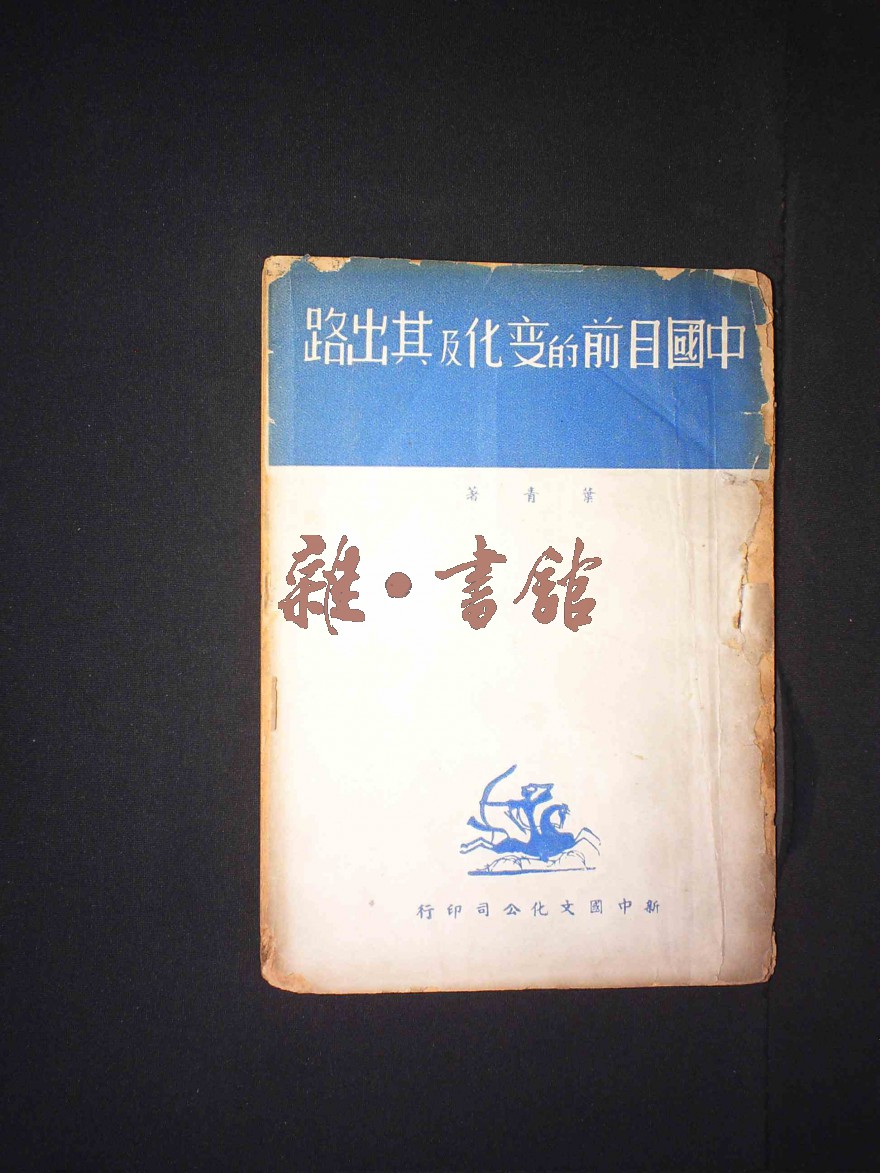 中國目前的变化及其出路
葉青著
雜·書館
新中國文化公司印行